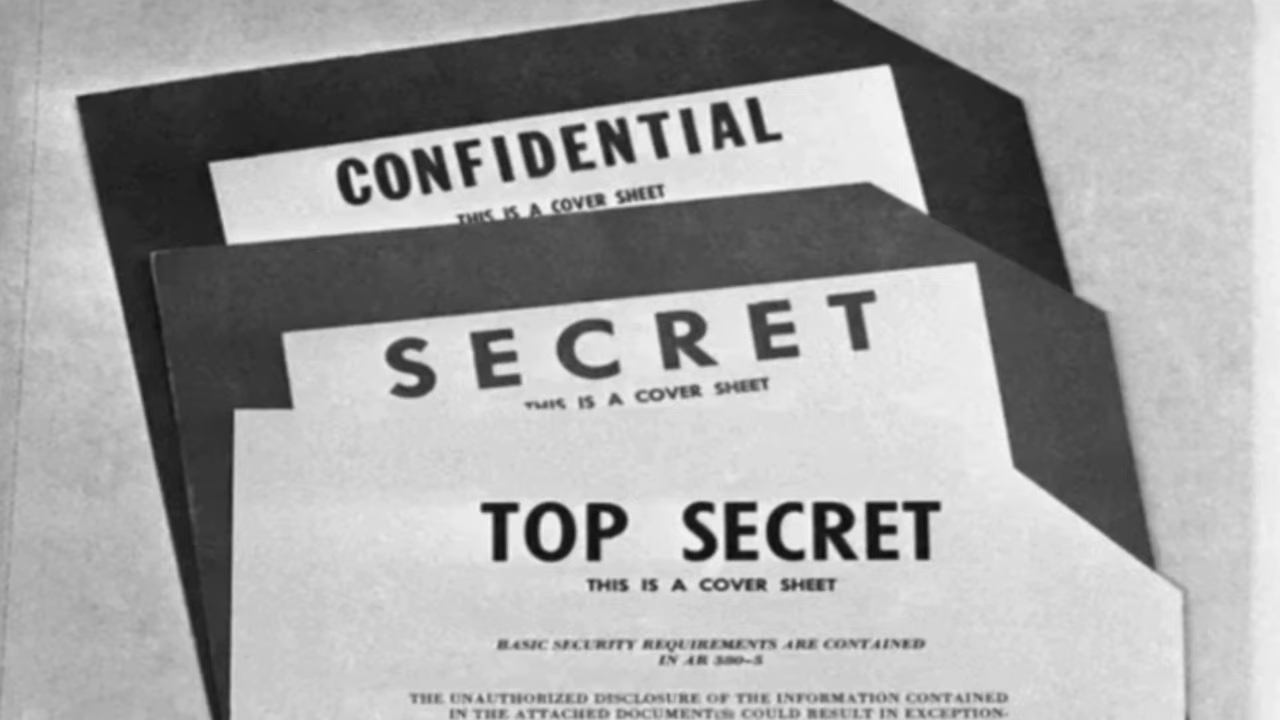 CONFIDENTIAL
THIS IS A COVER SHEET
SECRET
THIS IS A COVER SHEET
TOP SECRET
THIS IS A COVER SHEET
BASIC SECURITY REQUIREMENTS ARE CONTAINED
IN AR 380-5
THE UNAUTHORIZED DISCLOSURE OF THE INFORMATION CONTAINED
IN THE ATTACHED DOCUMENT(S) COULD RESULT IN EXCEPTION-